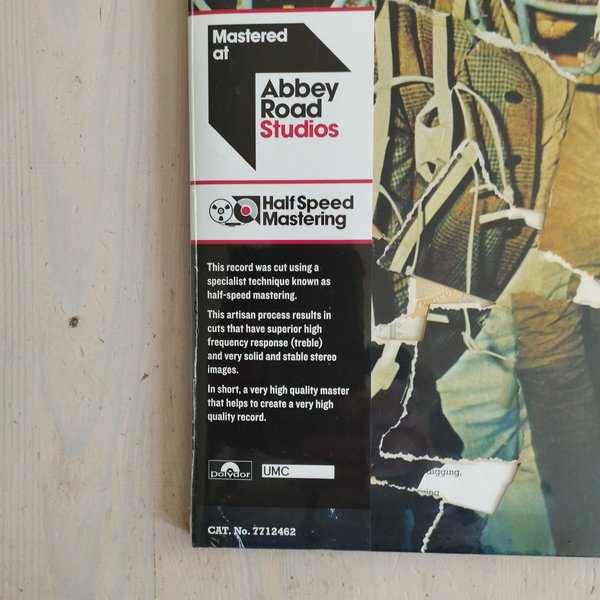 Mastered
at
Abbey
Road
Studios
Half Speed
Mastering
This record was cut using a
specialist technique known as
half-speed mastering.
This artisan process results in
cuts that have superior high
frequency response (treble)
and very solid and stable stereo
images.
In short, a very high quality master
that helps to create a very high
quality record.
polydor
UMC
CAT. No. 7712462
digging,